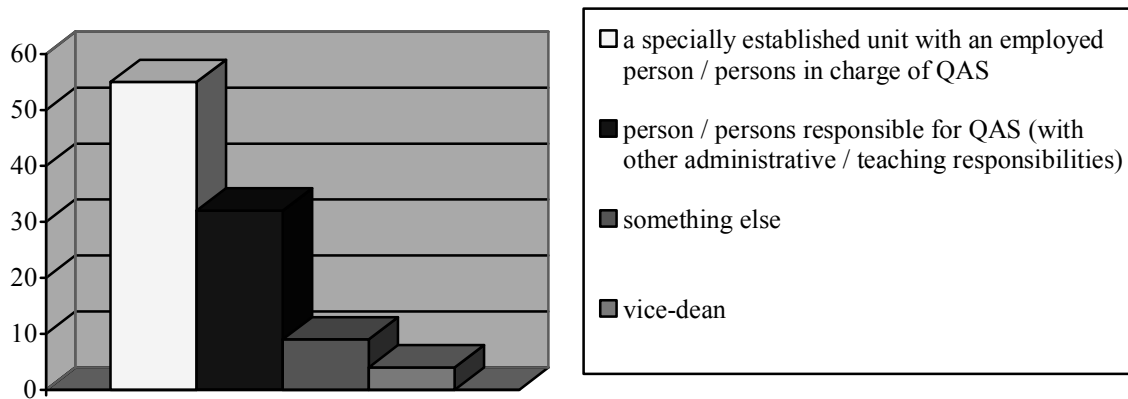 60
50
40
30
20
10
0
a specially established unit with an employed
person / persons in charge of QAS
person / persons responsible for QAS (with
other administrative / teaching responsibilities)
something else
vice-dean